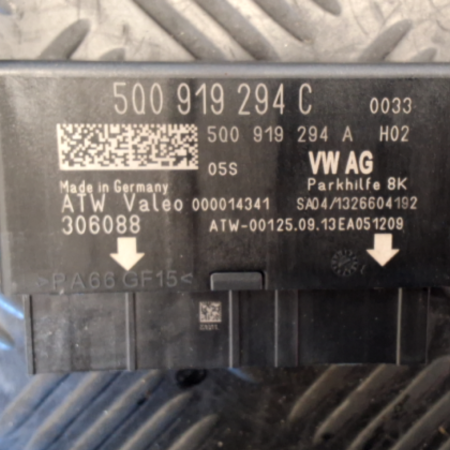 5Q0 919 294 C 0033
5Q0 919 294 A H02
05S VW AG
Made in Germany Parkhilfe 8K
ATW Valeo 000014341 SA04/1326604192
306088 ATW-00125.09.13EA051209
>PA66 GF15<